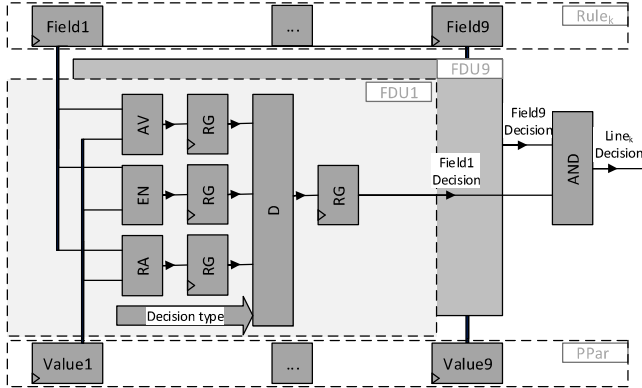 Field1
...
Field9
Rulek
FDU9
FDU1
AV
RG
Field9
Decision
Linek
Decision
EN
RG
D
RG
Field1
Decision
AND
RA
RG
Decision type
Value1
...
Value9
PPar